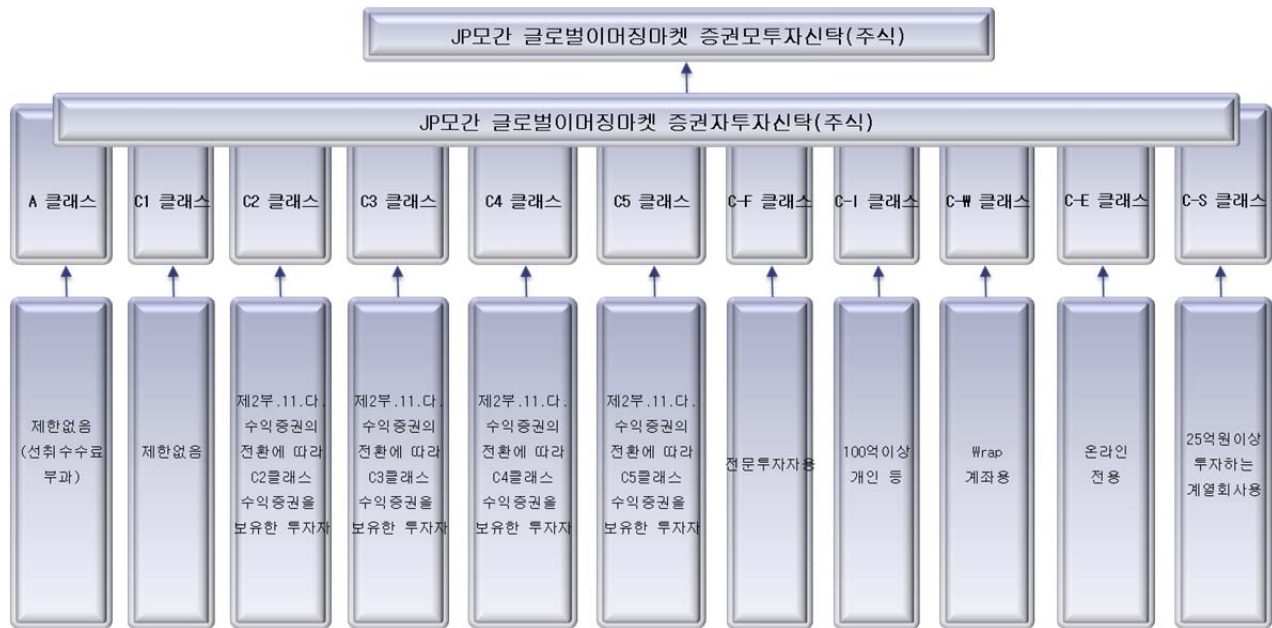 JP모간 글로벌이머징마켓 증권모투자신탁(주식)
JP모간 글로벌이머징마켓 증권자투자신탁(주식)
A 클래스
C1 클래스
C2 클래스
C3 클래스
C4 클래스
C5 클래스
C-F 클래스
C-I 클래스
C-W 클래스
C-E 클래스
C-S 클래스
제한없음
(선취수수료
부과)
제한없음
제2부.11.다.
수익증권의
전환에 따라
C2클래스
수익증권을
보유한 투자자
제2부.11.다.
수익증권의
전환에 따라
C3클래스
수익증권을
보유한 투자자
제2부.11.다.
수익증권의
전환에 따라
C4클래스
수익증권을
보유한 투자자
제2부.11.다.
수익증권의
전환에 따라
C5클래스
수익증권을
보유한 투자자
전문투자자용
100억이상
개인 등
Wrap
계좌용
온라인
전용
25억원이상
투자하는
계열회사용